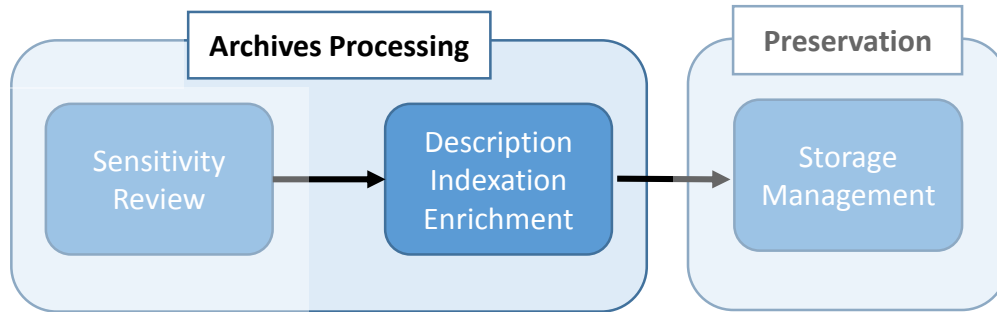 Archives Processing
Preservation
Sensitivity
Review
Description
Indexation
Enrichment
Storage
Management